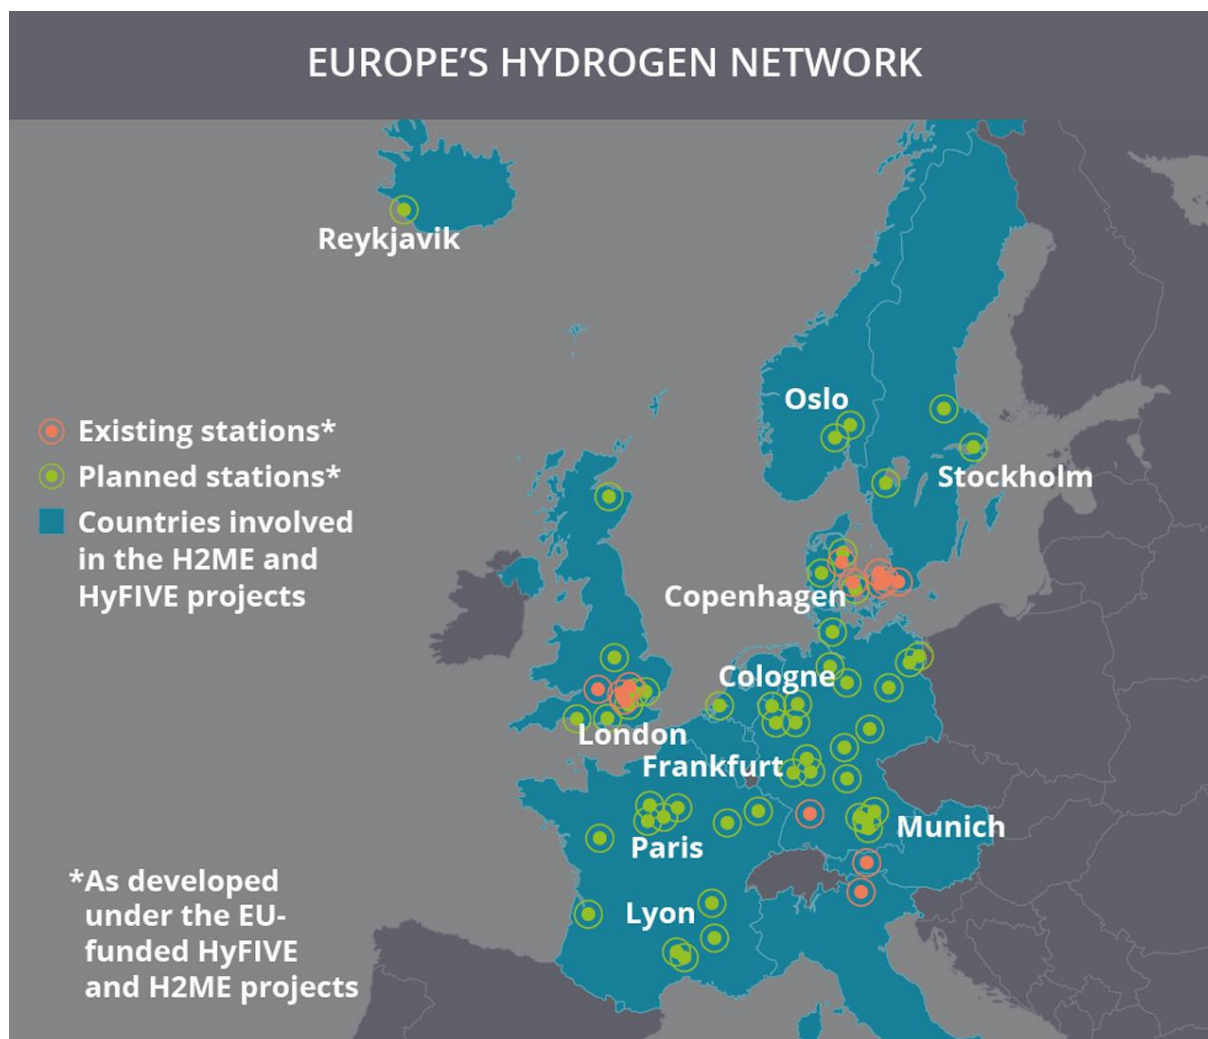 EUROPE’S HYDROGEN NETWORK
Reykjavik
Oslo
Existing stations*
Planned stations*
Stockholm
Countries involved
in the H2ME and
HyFIVE projects
Copenhagen
Cologne
London
Frankfurt
Munich
Paris
Lyon
*As developed
under the EU-
funded HyFIVE
and H2ME projects